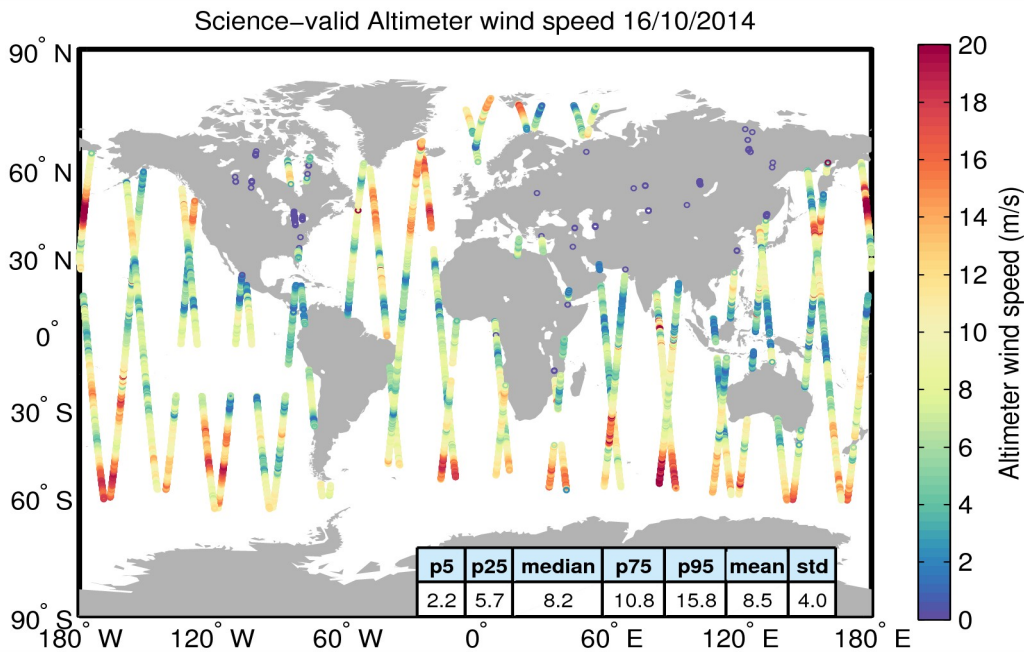 Science−valid Altimeter wind speed 16/10/2014
90° N
60° N
30° N
0°
30° S
60° S
90° S
180° W
120° W
60° W
0°
60° E
120° E
180° E
p5 p25 median p75 p95 mean std
2.2 5.7 8.2 10.8 15.8 8.5 4.0
20
18
16
14
12
10
8
6
4
2
0
Altimeter wind speed (m/s)